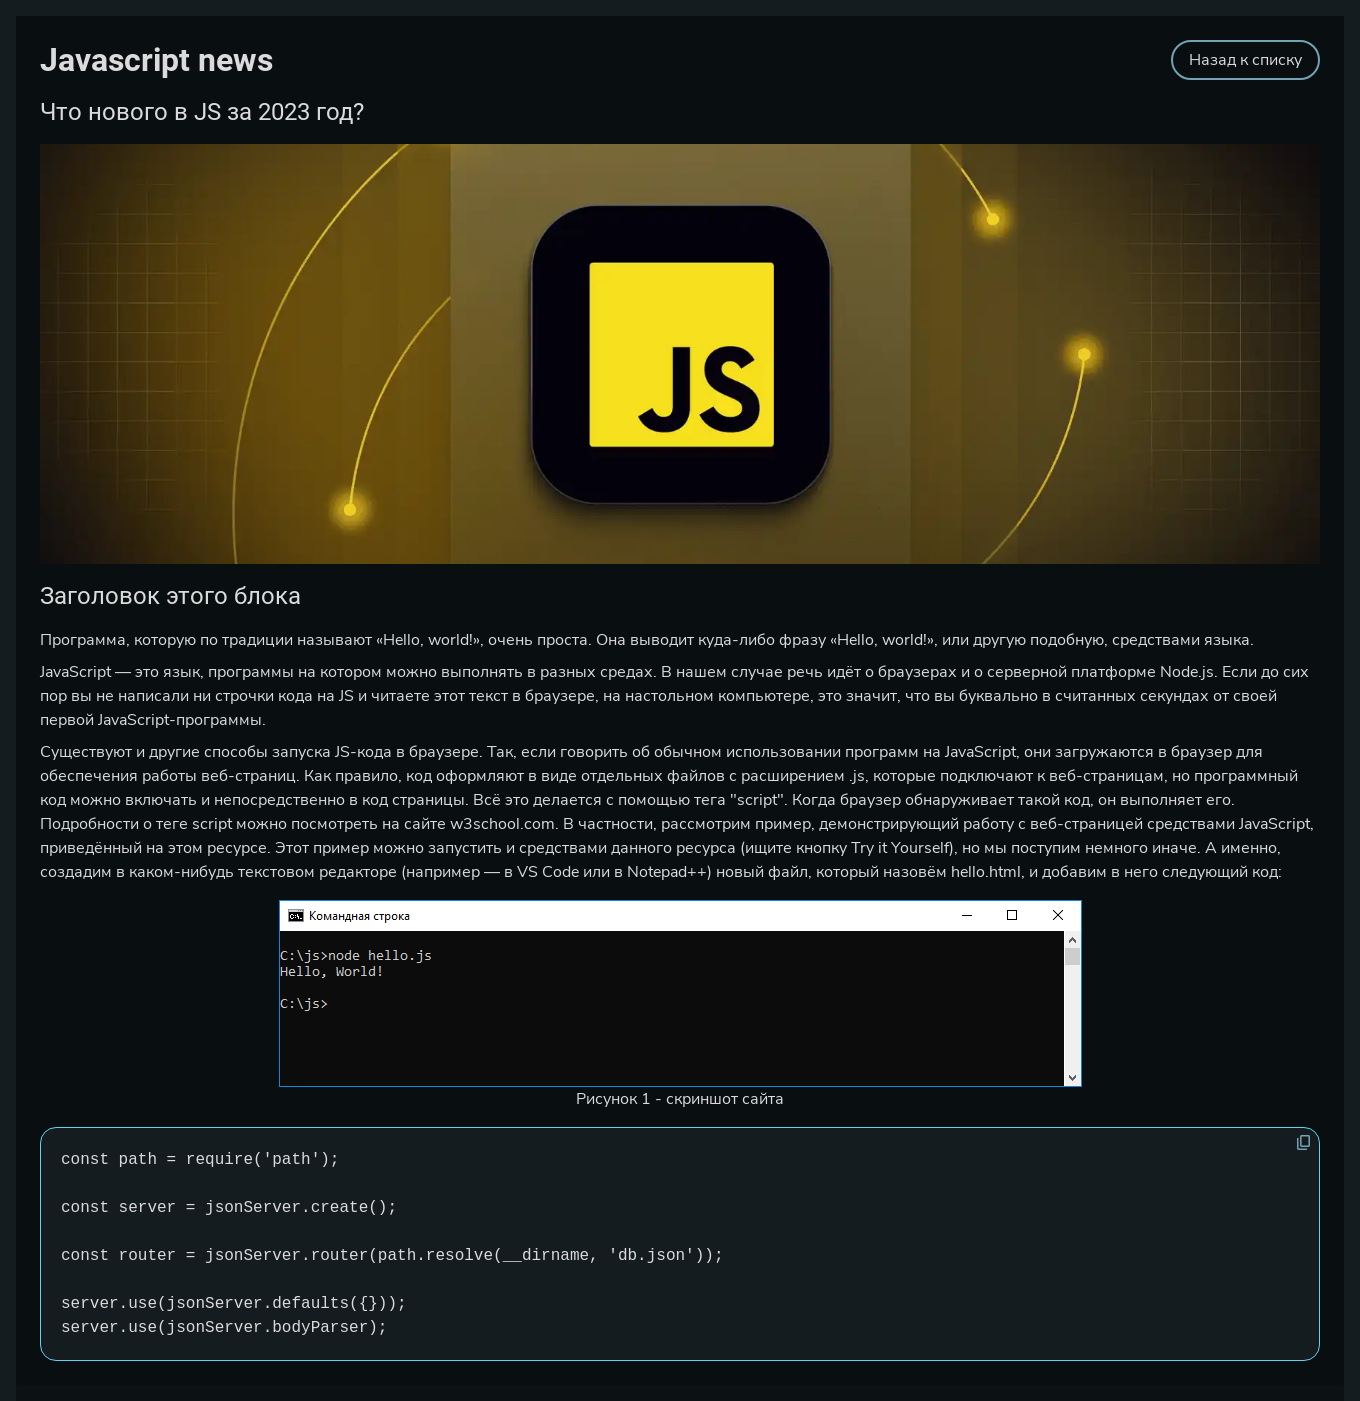 Javascript news
Назад к списку
Что нового в JS за 2023 год?
JS
Заголовок этого блока
Программа, которую по традиции называют «Hello, world!», очень проста. Она выводит куда-либо фразу «Hello, world!», или другую подобную, средствами языка.
JavaScript — это язык, программы на котором можно выполнять в разных средах. В нашем случае речь идёт о браузерах и о серверной платформе Node.js. Если до сих
пор вы не написали ни строчки кода на JS и читаете этот текст в браузере, на настольном компьютере, это значит, что вы буквально в считанных секундах от своей
первой JavaScript-программы.
Существуют и другие способы запуска JS-кода в браузере. Так, если говорить об обычном использовании программ на JavaScript, они загружаются в браузер для
обеспечения работы веб-страниц. Как правило, код оформляют в виде отдельных файлов с расширением .js, которые подключают к веб-страницам, но программный
код можно включать и непосредственно в код страницы. Всё это делается с помощью тега "script". Когда браузер обнаруживает такой код, он выполняет его.
Подробности о теге script можно посмотреть на сайте w3school.com. В частности, рассмотрим пример, демонстрирующий работу с веб-страницей средствами JavaScript,
приведённый на этом ресурсе. Этот пример можно запустить и средствами данного ресурса (ищите кнопку Try it Yourself), но мы поступим немного иначе. А именно,
создадим в каком-нибудь текстовом редакторе (например — в VS Code или в Notepad++) новый файл, который назовём hello.html, и добавим в него следующий код:
Командная строка
C:\js>node hello.js
Hello, World!
C:\js>
Рисунок 1 - скриншот сайта
const path = require('path');
const server = jsonServer.create();
const router = jsonServer.router(path.resolve(__dirname, 'db.json'));
server.use(jsonServer.defaults({}));
server.use(jsonServer.bodyParser);